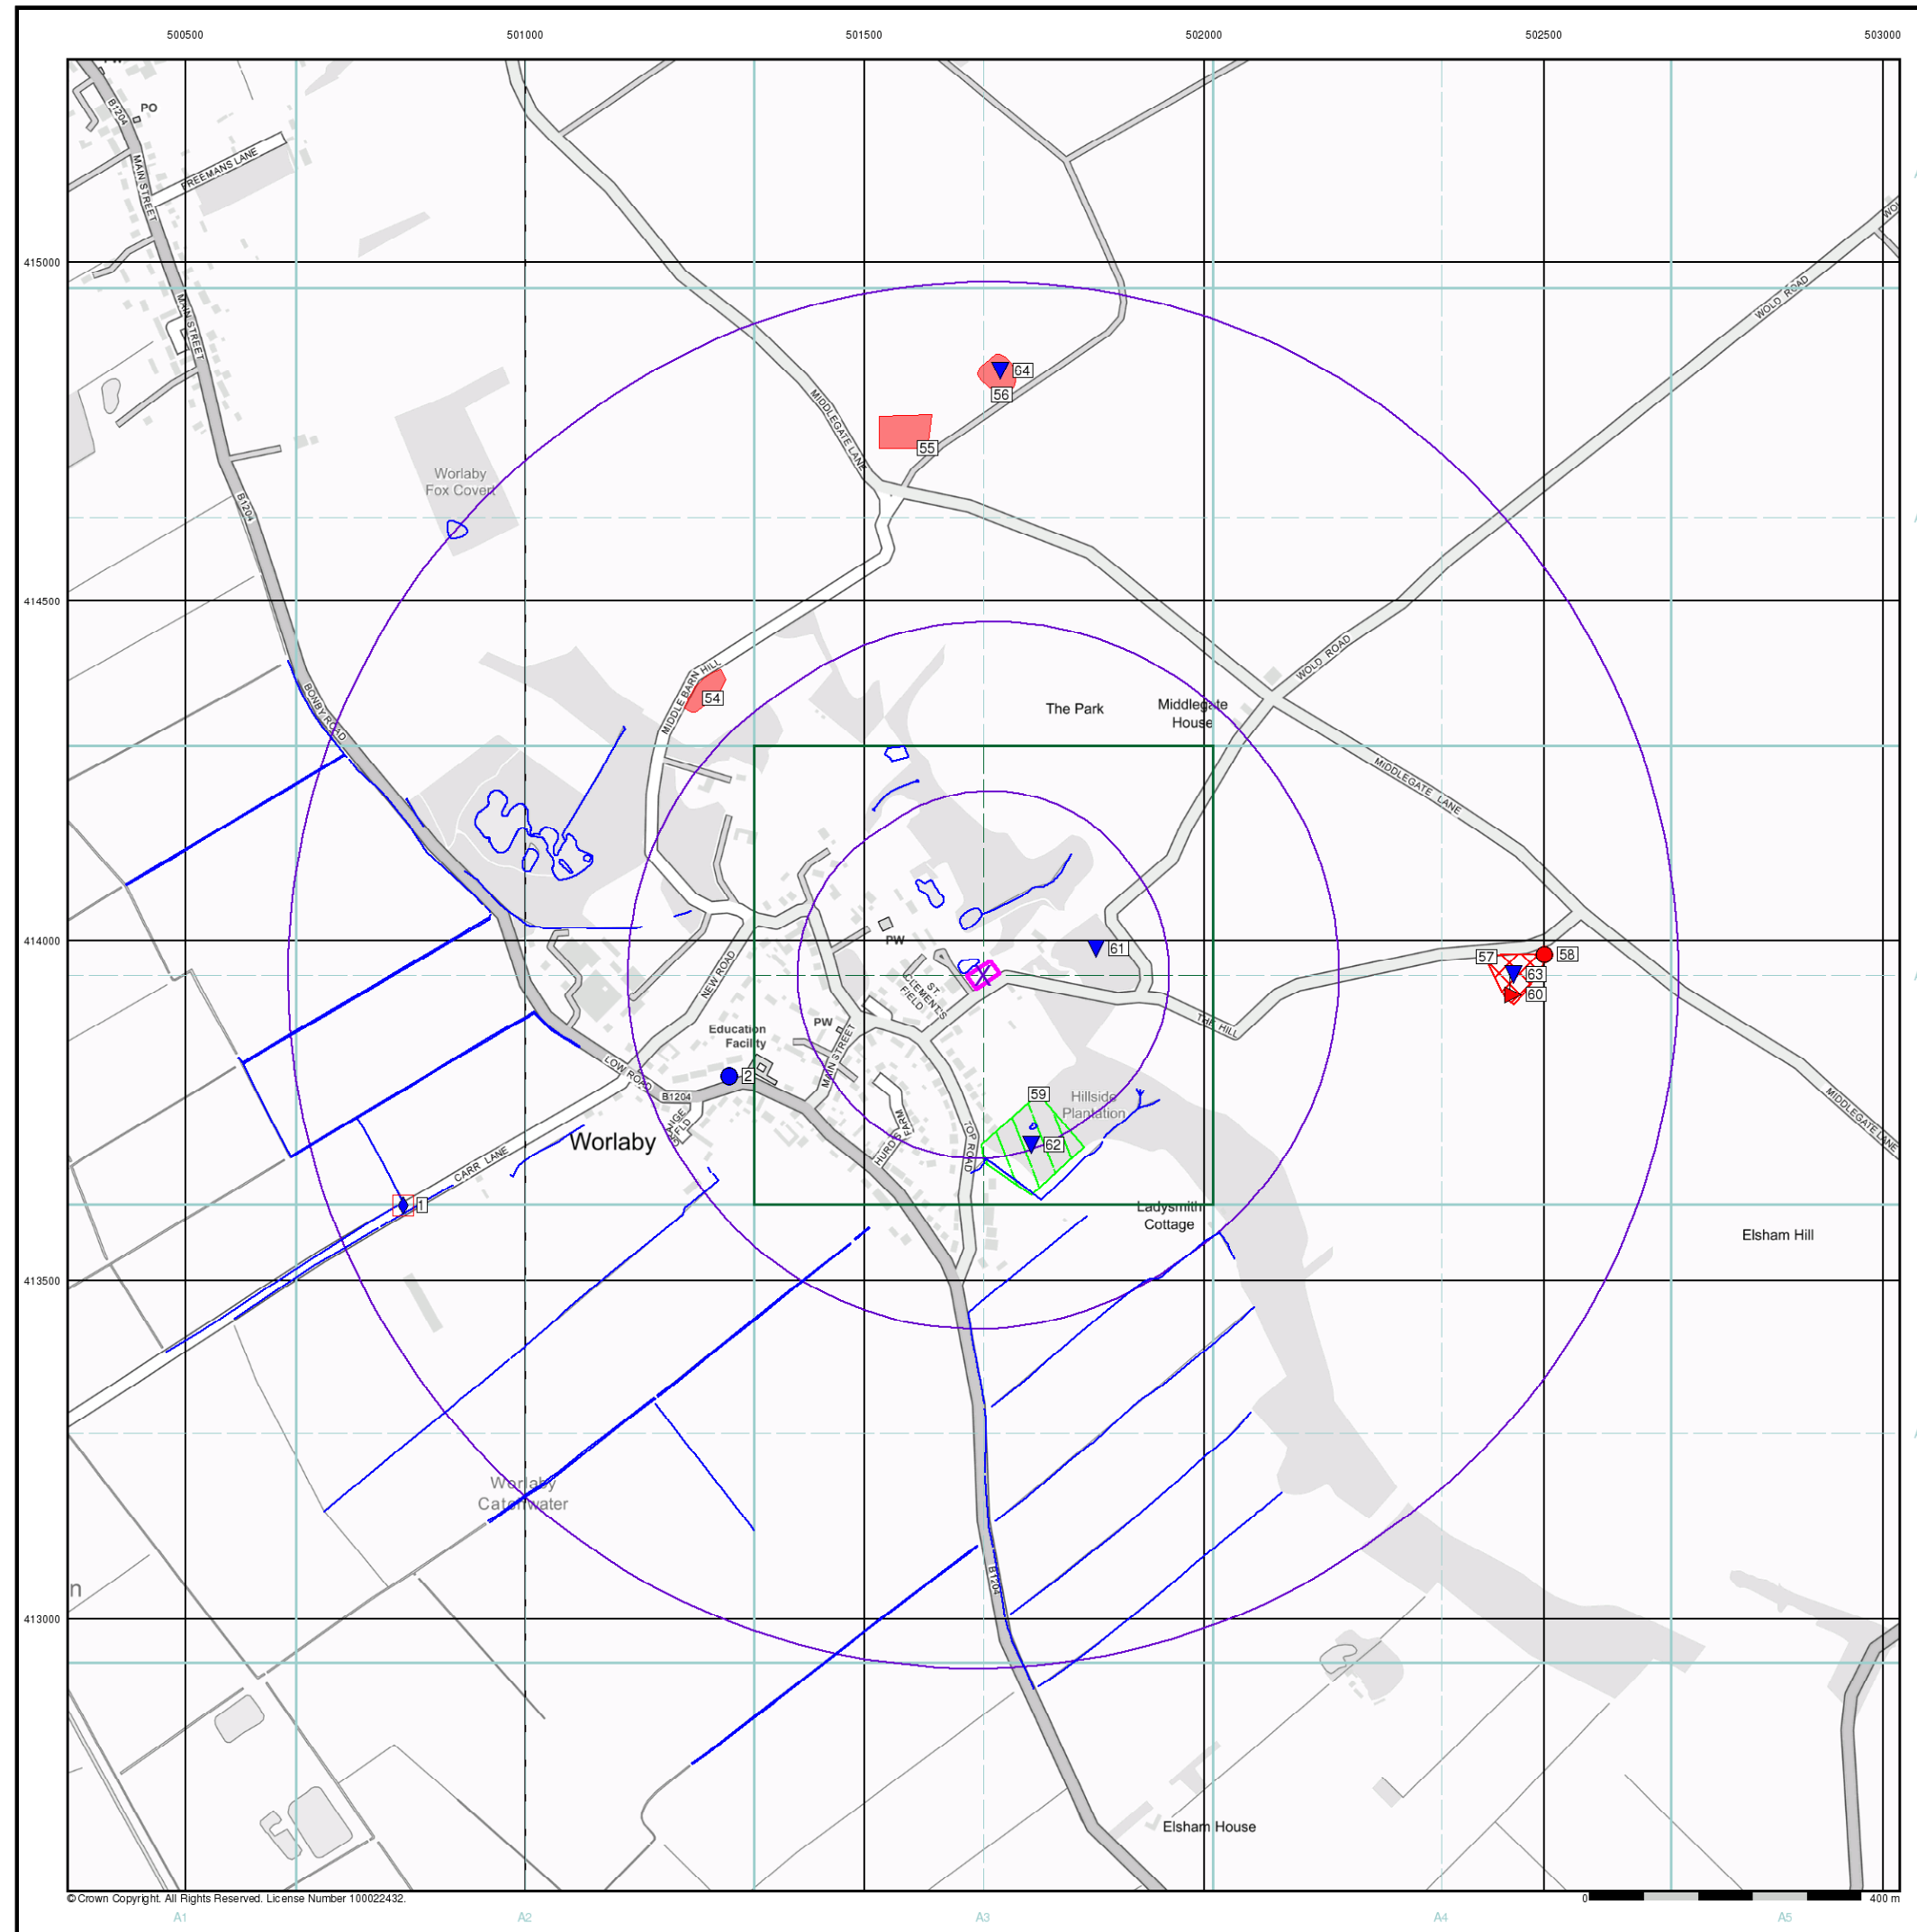 500500 501000 501500 502000 502500 503000
B1204
PO
MAIN STREET
FREEMANS LANE
WOLD ROAD
415000
MAIN STREET
64
56
MIDDLEGATE LANE
55
Worlaby
Fox Covert
B1204
414500
WOLD ROAD
BONBY ROAD
MIDDLE BARN HILL
54
The Park
Middlegate
House
MIDDLEGATE LANE
414000
PW
61
57
58
63
60
NEW ROAD
ST.
CLEMENT'S
FIELD
THE HILL
Education
Facility
PW
MAIN STREET
LOW ROAD
2
B1204
59
Hillside
Plantation
MIDDLEGATE LANE
Worlaby
HURDIS
FARM
TOP ROAD
62
CARR LANE
1
Ladysmith
Cottage
Elsham Hill
413500
Worlaby
Catchwater
B1204
n
413000
Elsham House
© Crown Copyright. All Rights Reserved. License Number 100022432.
0 400 m
A1 A2 A3 A4 A5